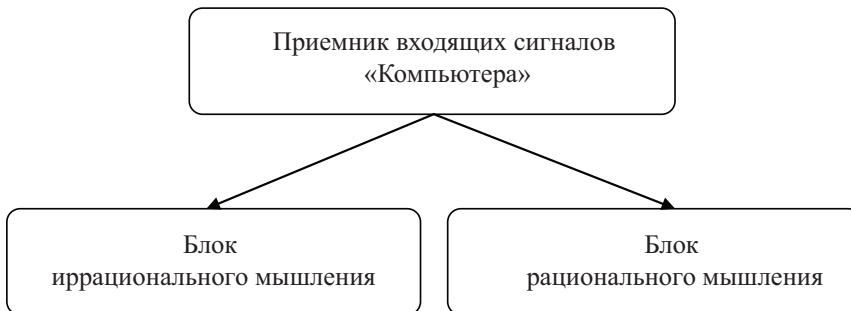 Приемник входящих сигналов
«Компьютера»
Блок
иррационального мышления
Блок
рационального мышления